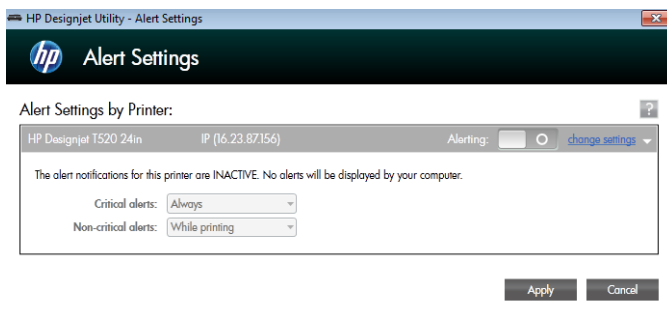 HP Designjet Utility - Alert Settings
hp Alert Settings
Alert Settings by Printer: ?
HP Designjet T520 24in IP (16.23.87.156) Alerting: O change settings
The alert notifications for this printer are INACTIVE. No alerts will be displayed by your computer.
Critical alerts: Always
Non-critical alerts: While printing
Apply Cancel